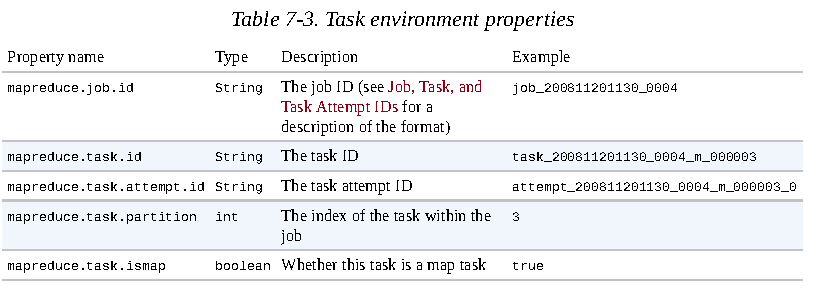 Table 7-3. Task environment properties
Property name Type Description Example
mapreduce.job.id String The job ID (see Job, Task, and job_200811201130_0004
Task Attempt IDs for a
description of the format)
mapreduce.task.id String The task ID task_200811201130_0004_m_000003
mapreduce.task.attempt.id String The task attempt ID attempt_200811201130_0004_m_000003_0
mapreduce.task.partition int The index of the task within the 3
job
mapreduce.task.ismap boolean Whether this task is a map task true